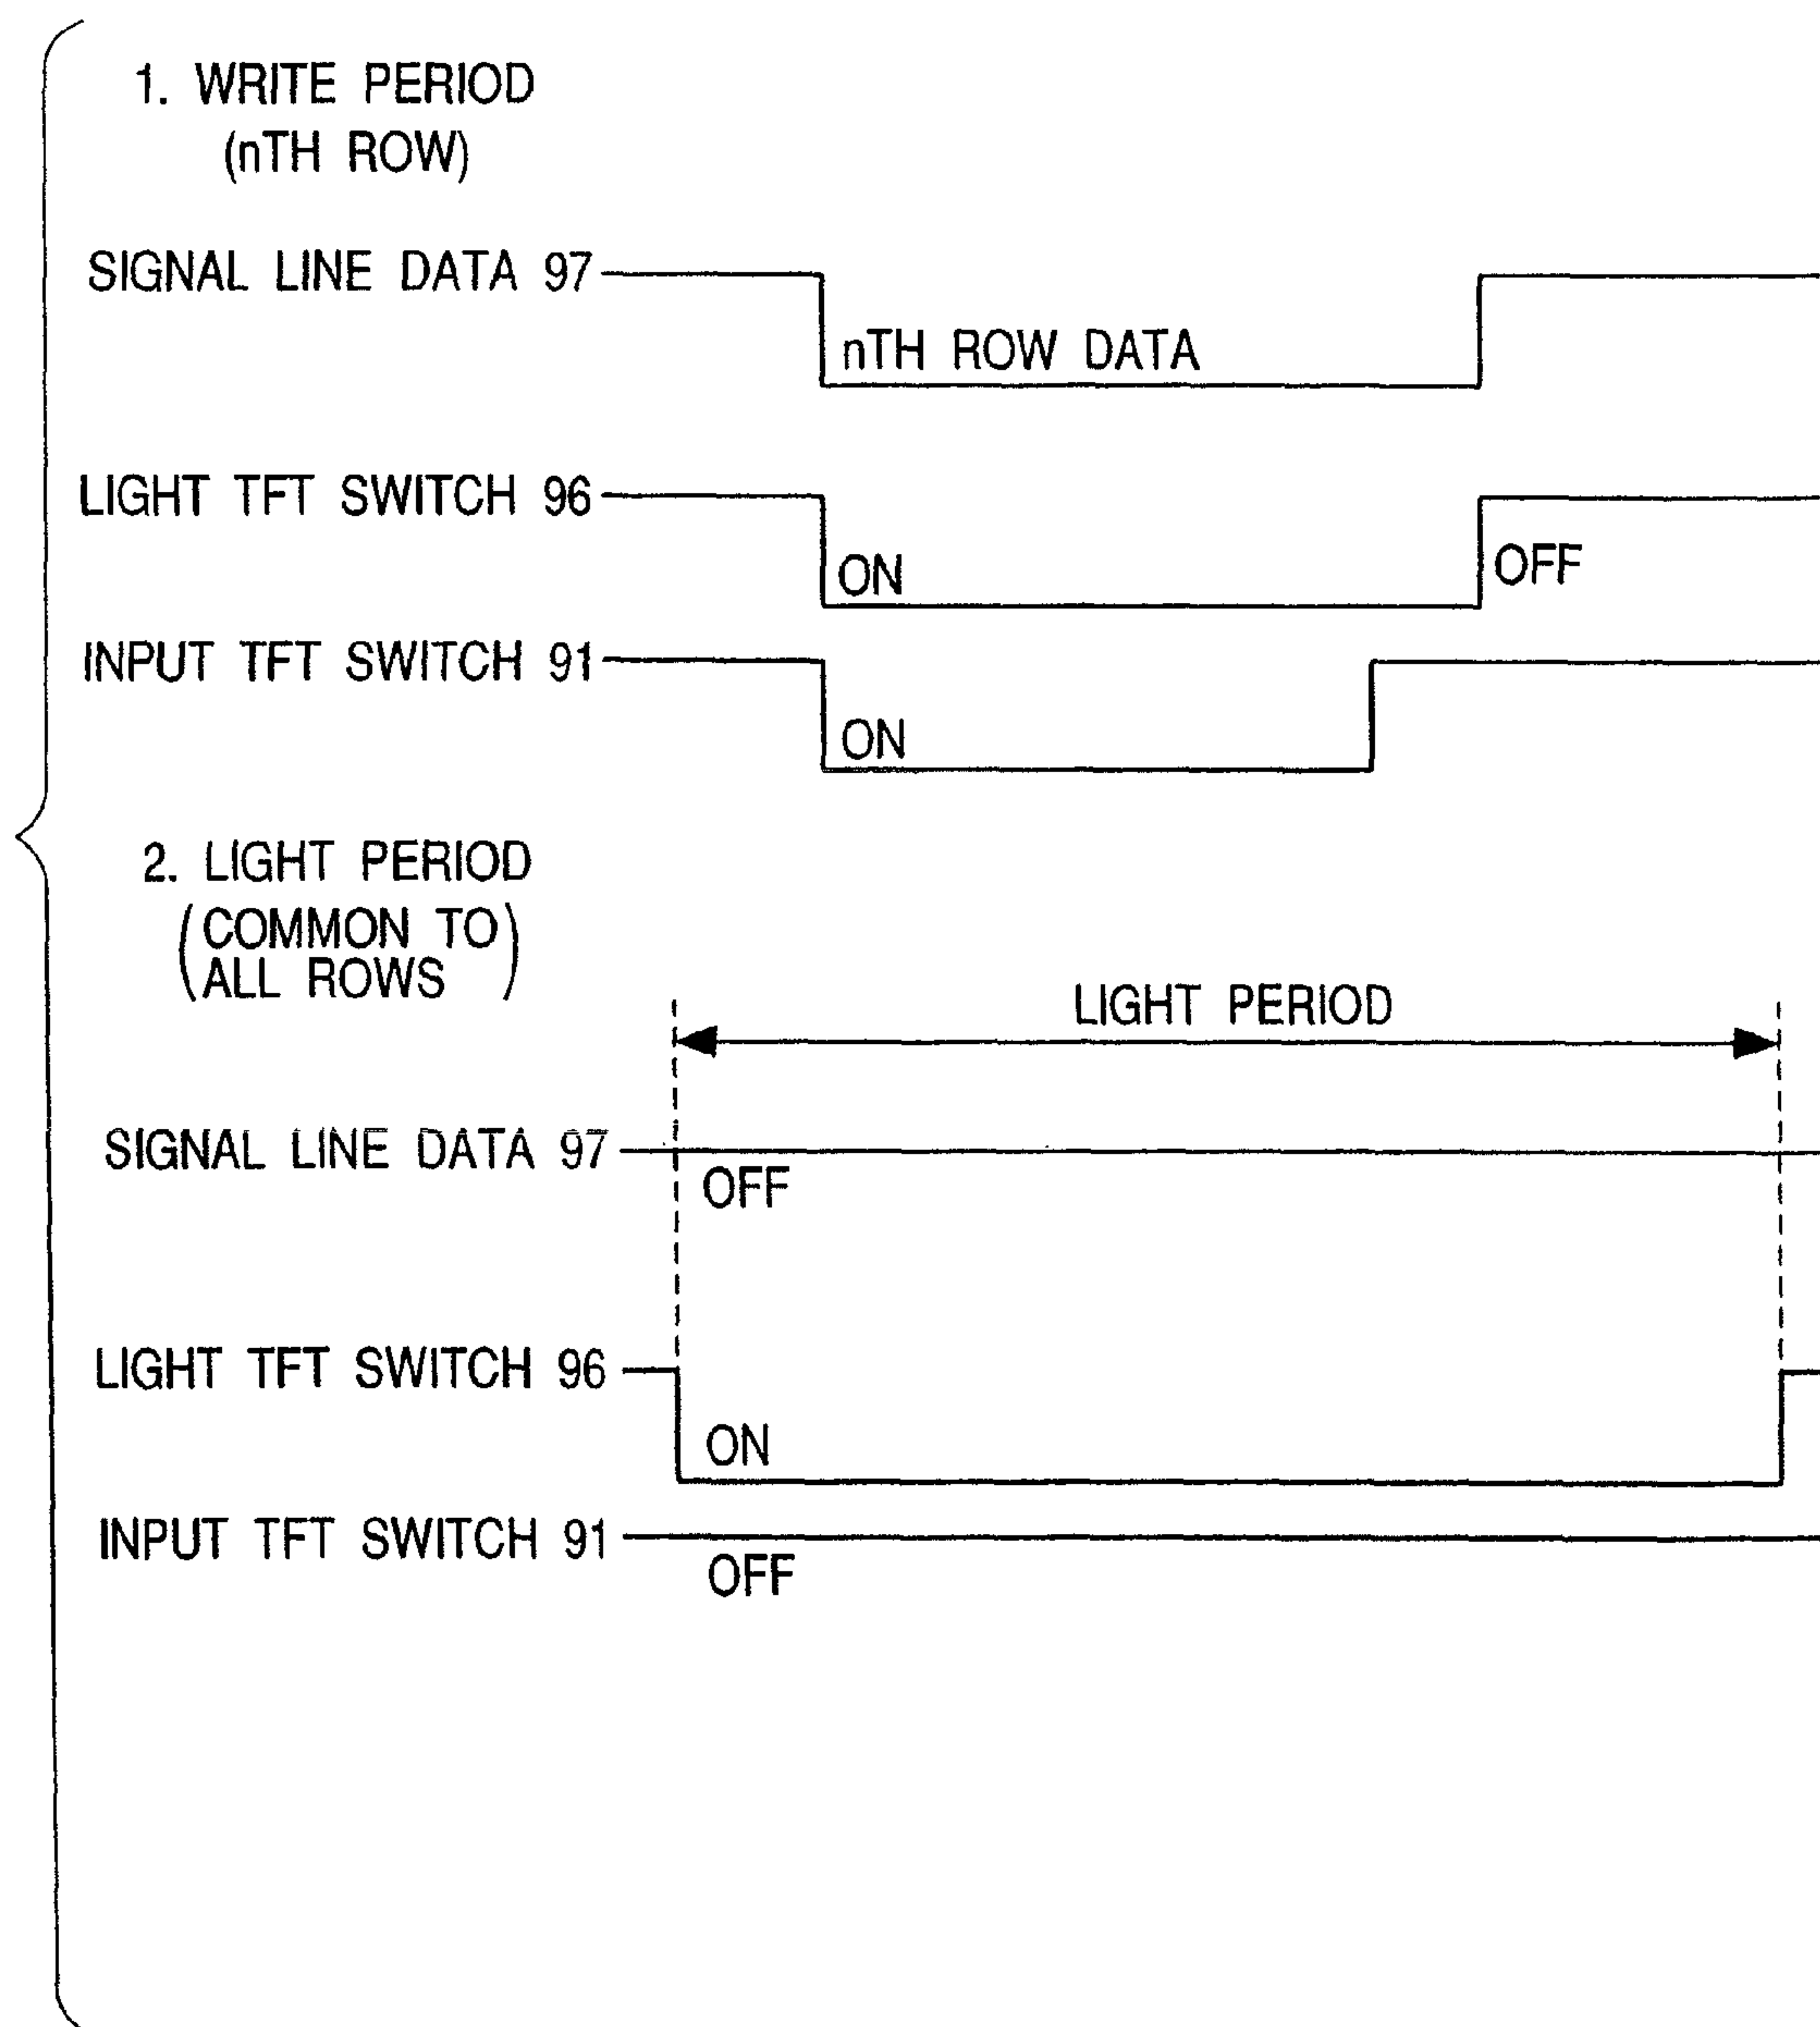 1. WRITE PERIOD
(nTH ROW)
SIGNAL LINE DATA 97
nTH ROW DATA
LIGHT TFT SWITCH 96
ON
OFF
INPUT TFT SWITCH 91
ON
2. LIGHT PERIOD
(COMMON TO
ALL ROWS)
LIGHT PERIOD
SIGNAL LINE DATA 97
OFF
LIGHT TFT SWITCH 96
ON
INPUT TFT SWITCH 91
OFF